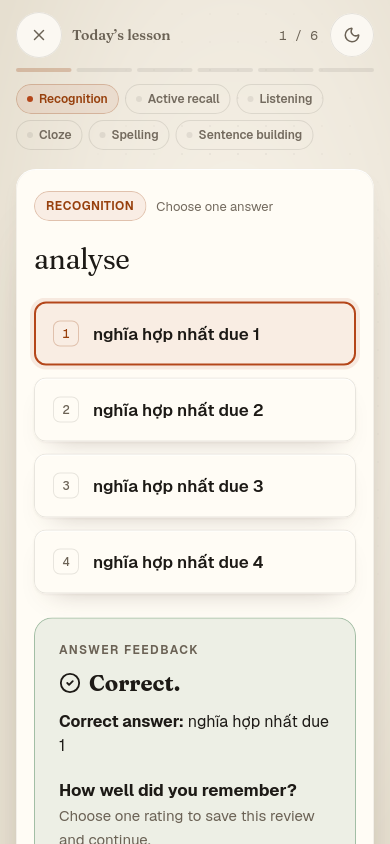 Today's lesson
1 / 6
Recognition
Active recall
Listening
Cloze
Spelling
Sentence building
RECOGNITION
Choose one answer
analyse
1 nghĩa hợp nhất due 1
2 nghĩa hợp nhất due 2
3 nghĩa hợp nhất due 3
4 nghĩa hợp nhất due 4
ANSWER FEEDBACK
Correct.
Correct answer: nghĩa hợp nhất due
1
How well did you remember?
Choose one rating to save this review
and continue.